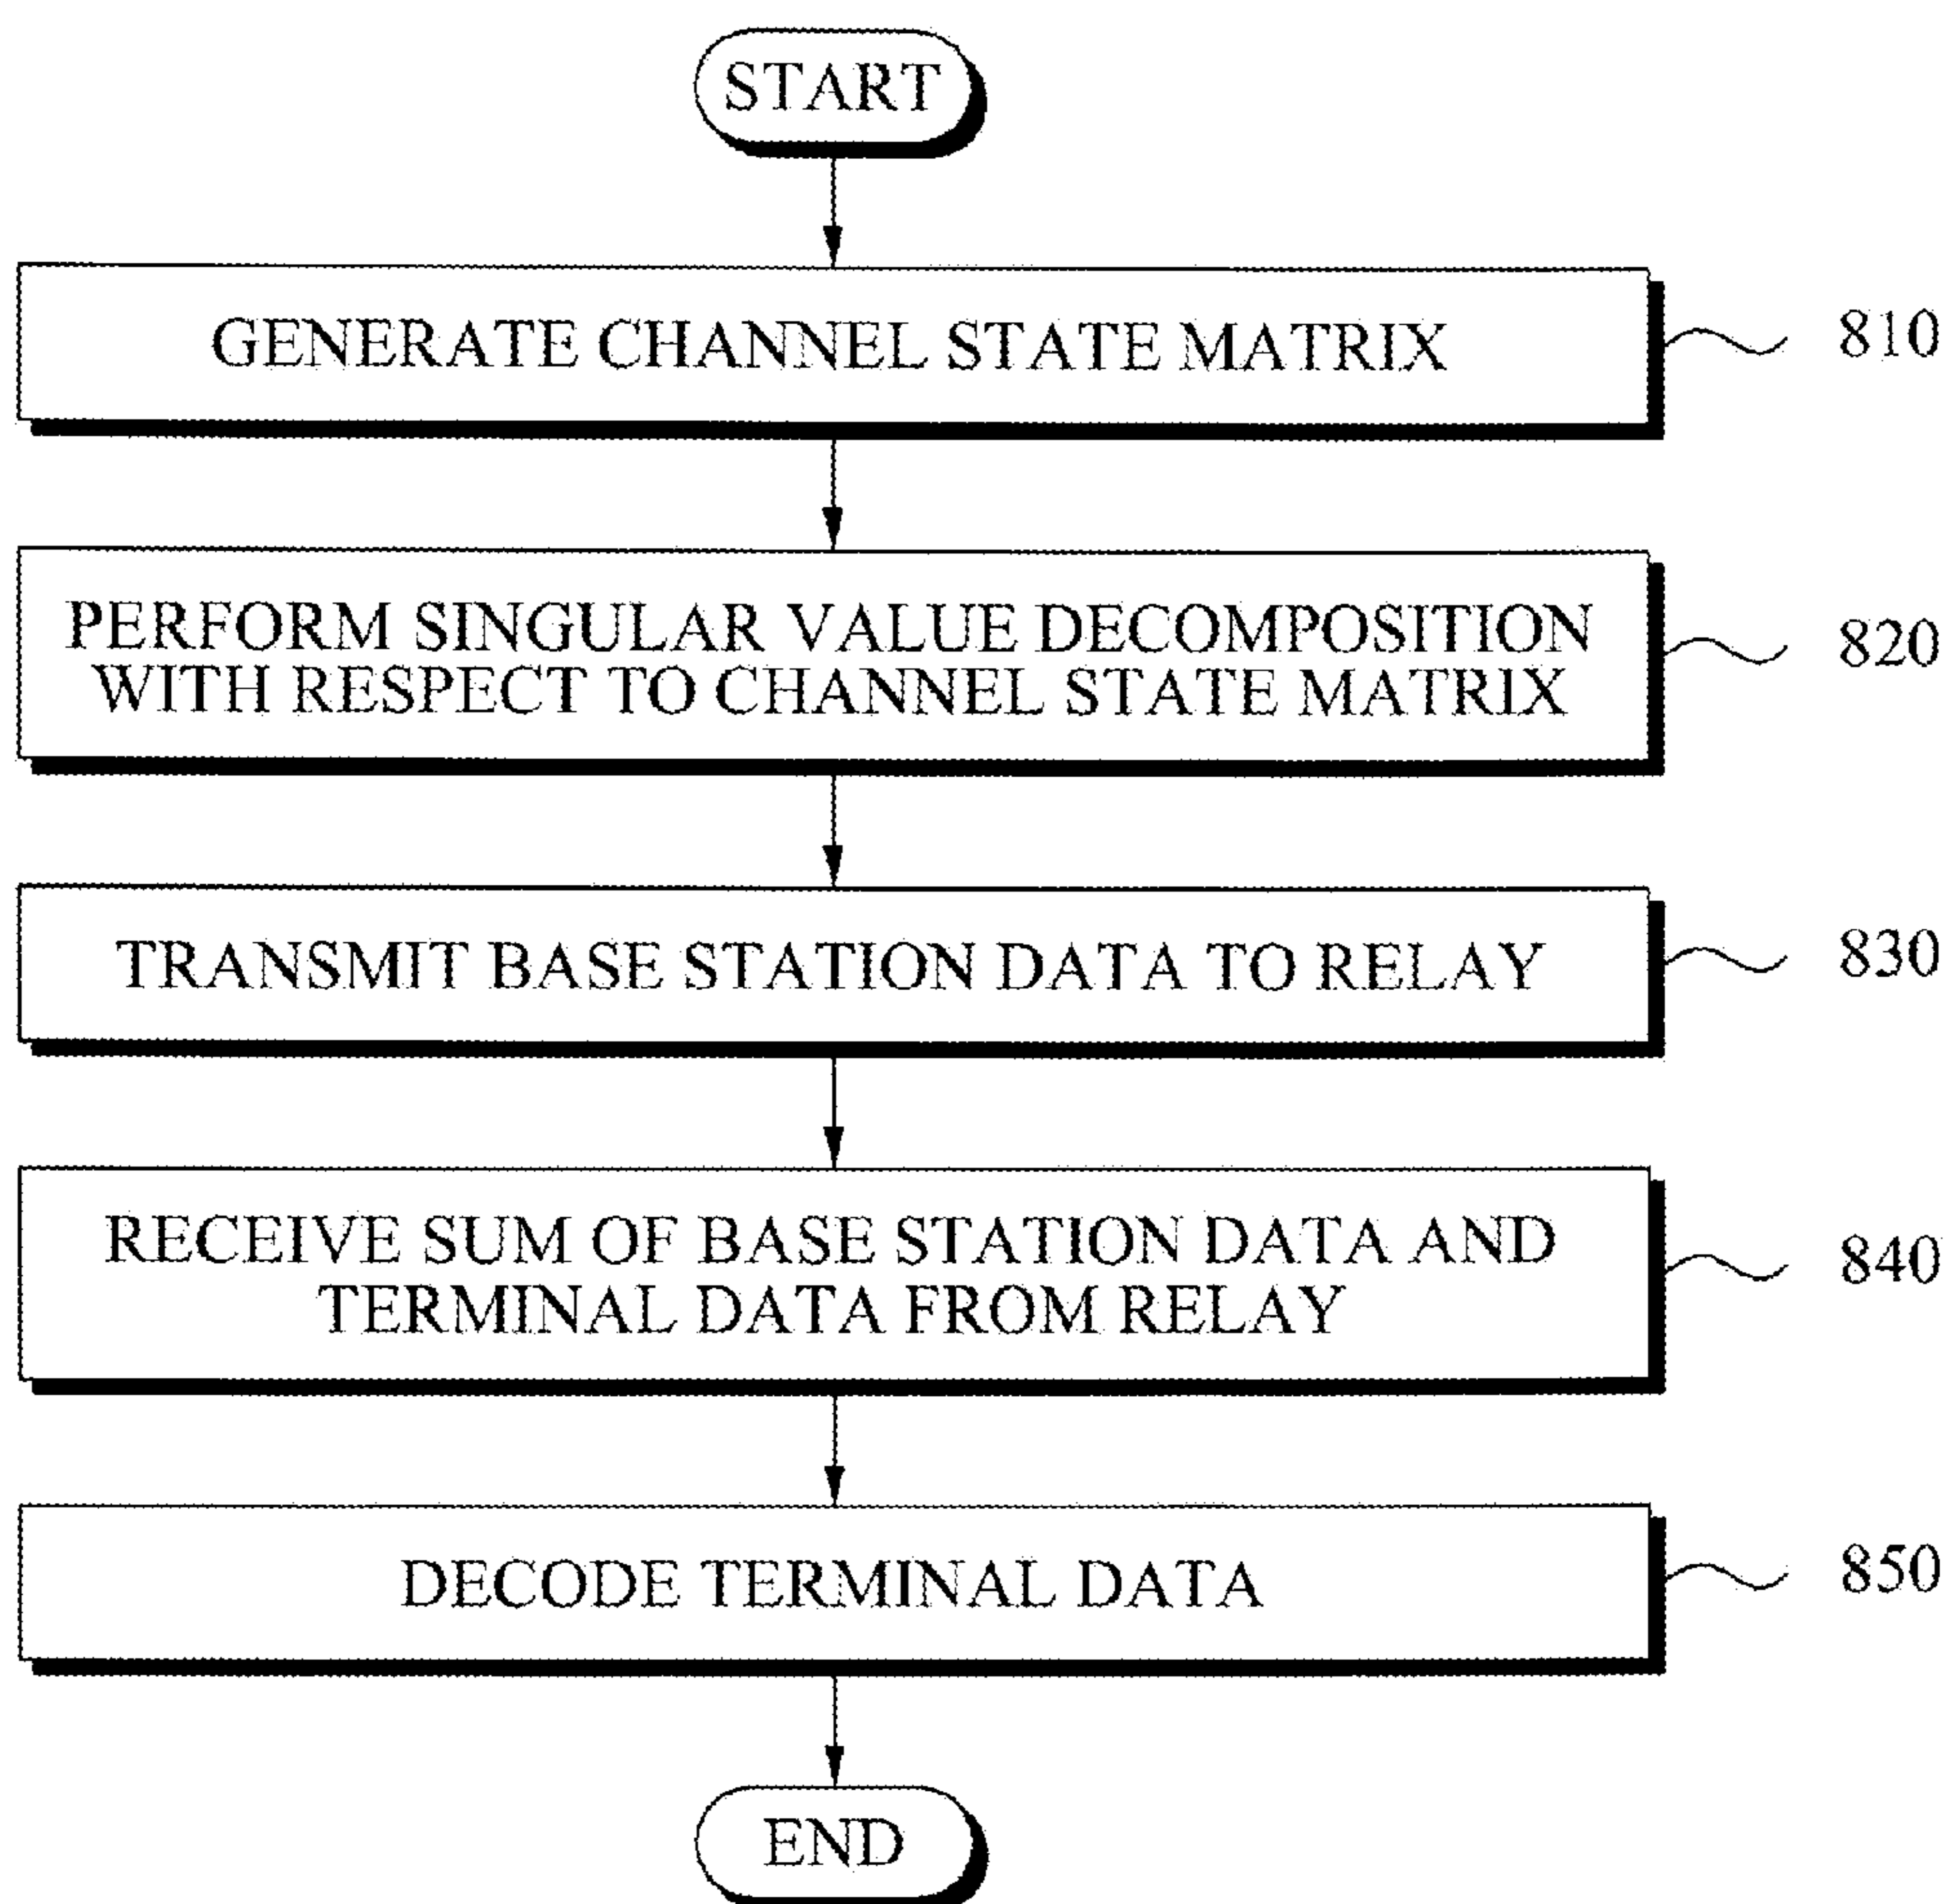 START
GENERATE CHANNEL STATE MATRIX
810
PERFORM SINGULAR VALUE DECOMPOSITION
WITH RESPECT TO CHANNEL STATE MATRIX
820
TRANSMIT BASE STATION DATA TO RELAY
830
RECEIVE SUM OF BASE STATION DATA AND
TERMINAL DATA FROM RELAY
840
DECODE TERMINAL DATA
850
END